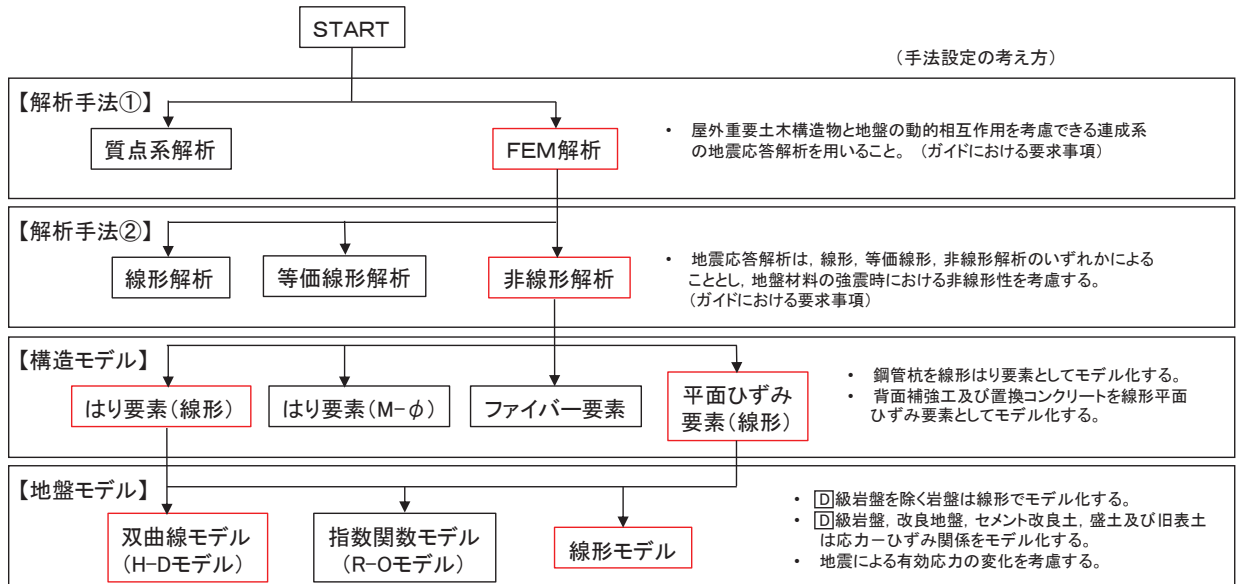 START
（手法設定の考え方）
【解析手法①】
質点系解析
FEM解析
・ 屋外重要土木構造物と地盤の動的相互作用を考慮できる連成系
の地震応答解析を用いること。（ガイドにおける要求事項）
【解析手法②】
線形解析
等価線形解析
非線形解析
・ 地震応答解析は，線形，等価線形，非線形解析のいずれかによる
こととし，地盤材料の強震時における非線形性を考慮する。
（ガイドにおける要求事項）
【構造モデル】
はり要素（線形）
はり要素（M-φ）
ファイバー要素
平面ひずみ
要素（線形）
・ 鋼管杭を線形はり要素としてモデル化する。
・ 背面補強工及び置換コンクリートを線形平面
ひずみ要素としてモデル化する。
【地盤モデル】
双曲線モデル
（H-Dモデル）
指数関数モデル
（R-Oモデル）
線形モデル
・ D級岩盤を除く岩盤は線形でモデル化する。
・ D級岩盤，改良地盤，セメント改良土，盛土及び旧表土
は応力－ひずみ関係をモデル化する。
・ 地震による有効応力の変化を考慮する。